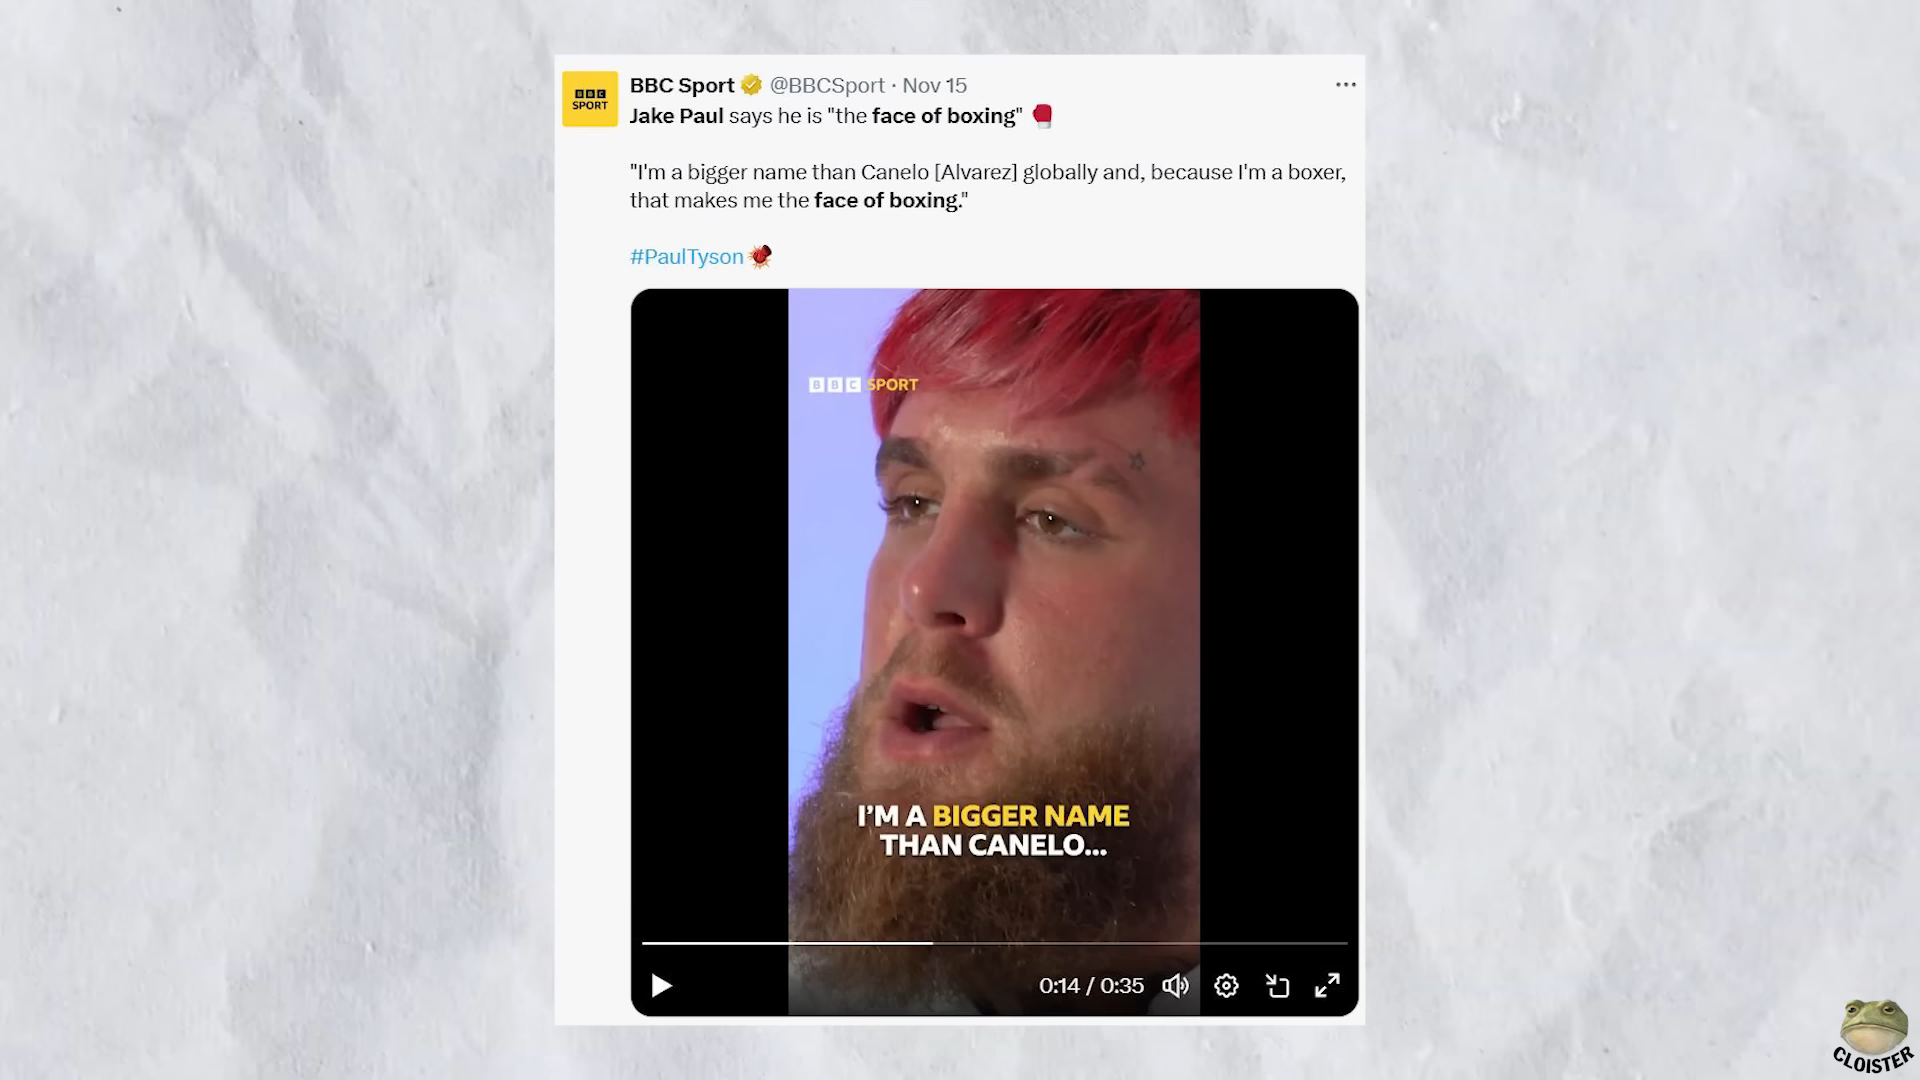 BBC Sport @BBCSport · Nov 15
BBC
SPORT
Jake Paul says he is "the face of boxing"
"I'm a bigger name than Canelo [Alvarez] globally and, because I'm a boxer,
that makes me the face of boxing."
#PaulTyson
BBC SPORT
I'M A BIGGER NAME
THAN CANELO...
0:14 / 0:35
CLOISTER